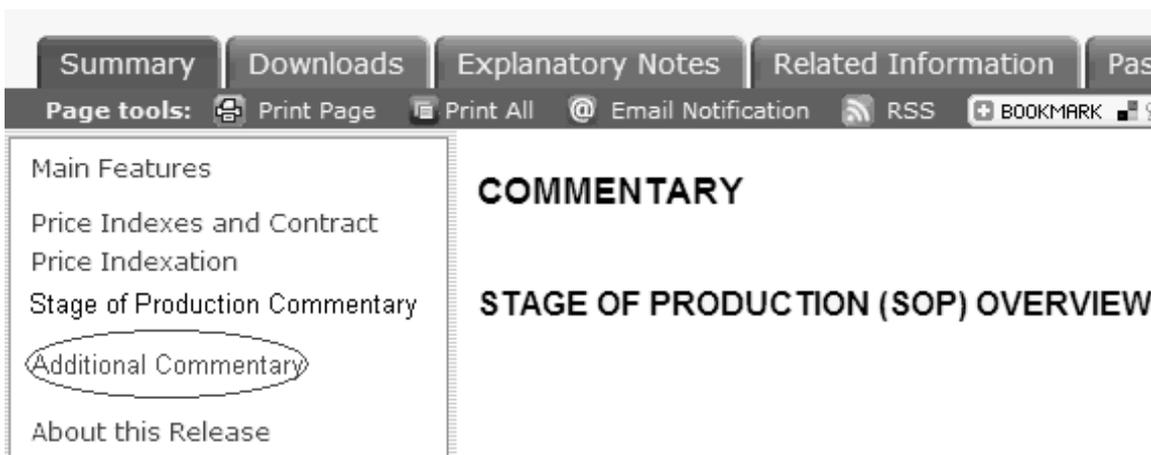 Summary Downloads Explanatory Notes Related Information Pas
Page tools: Print Page Print All @ Email Notification RSS BOOKMARK
Main Features
COMMENTARY
Price Indexes and Contract
Price Indexation
Stage of Production Commentary
STAGE OF PRODUCTION (SOP) OVERVIEW
Additional Commentary
About this Release